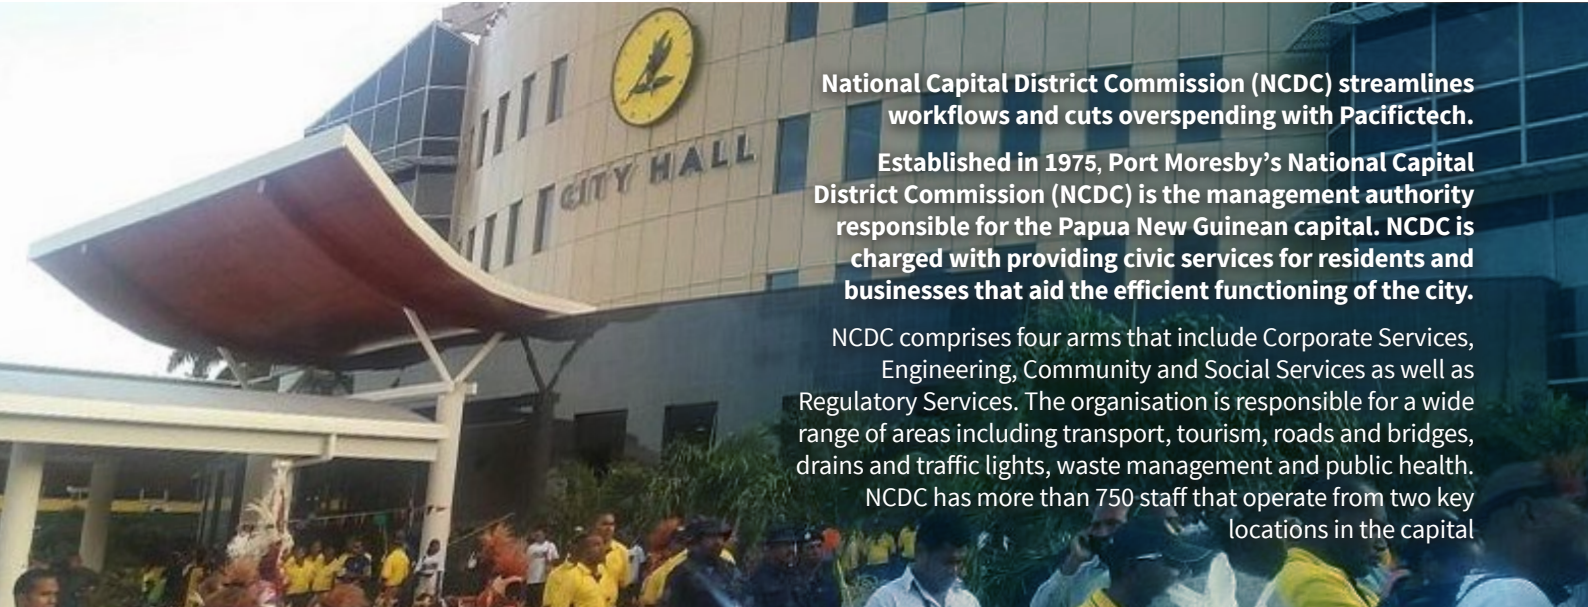 CITY HALL
National Capital District Commission (NCDC) streamlines
workflows and cuts overspending with Pacifictech.
Established in 1975, Port Moresby’s National Capital
District Commission (NCDC) is the management authority
responsible for the Papua New Guinean capital. NCDC is
charged with providing civic services for residents and
businesses that aid the efficient functioning of the city.
NCDC comprises four arms that include Corporate Services,
Engineering, Community and Social Services as well as
Regulatory Services. The organisation is responsible for a wide
range of areas including transport, tourism, roads and bridges,
drains and traffic lights, waste management and public health.
NCDC has more than 750 staff that operate from two key
locations in the capital